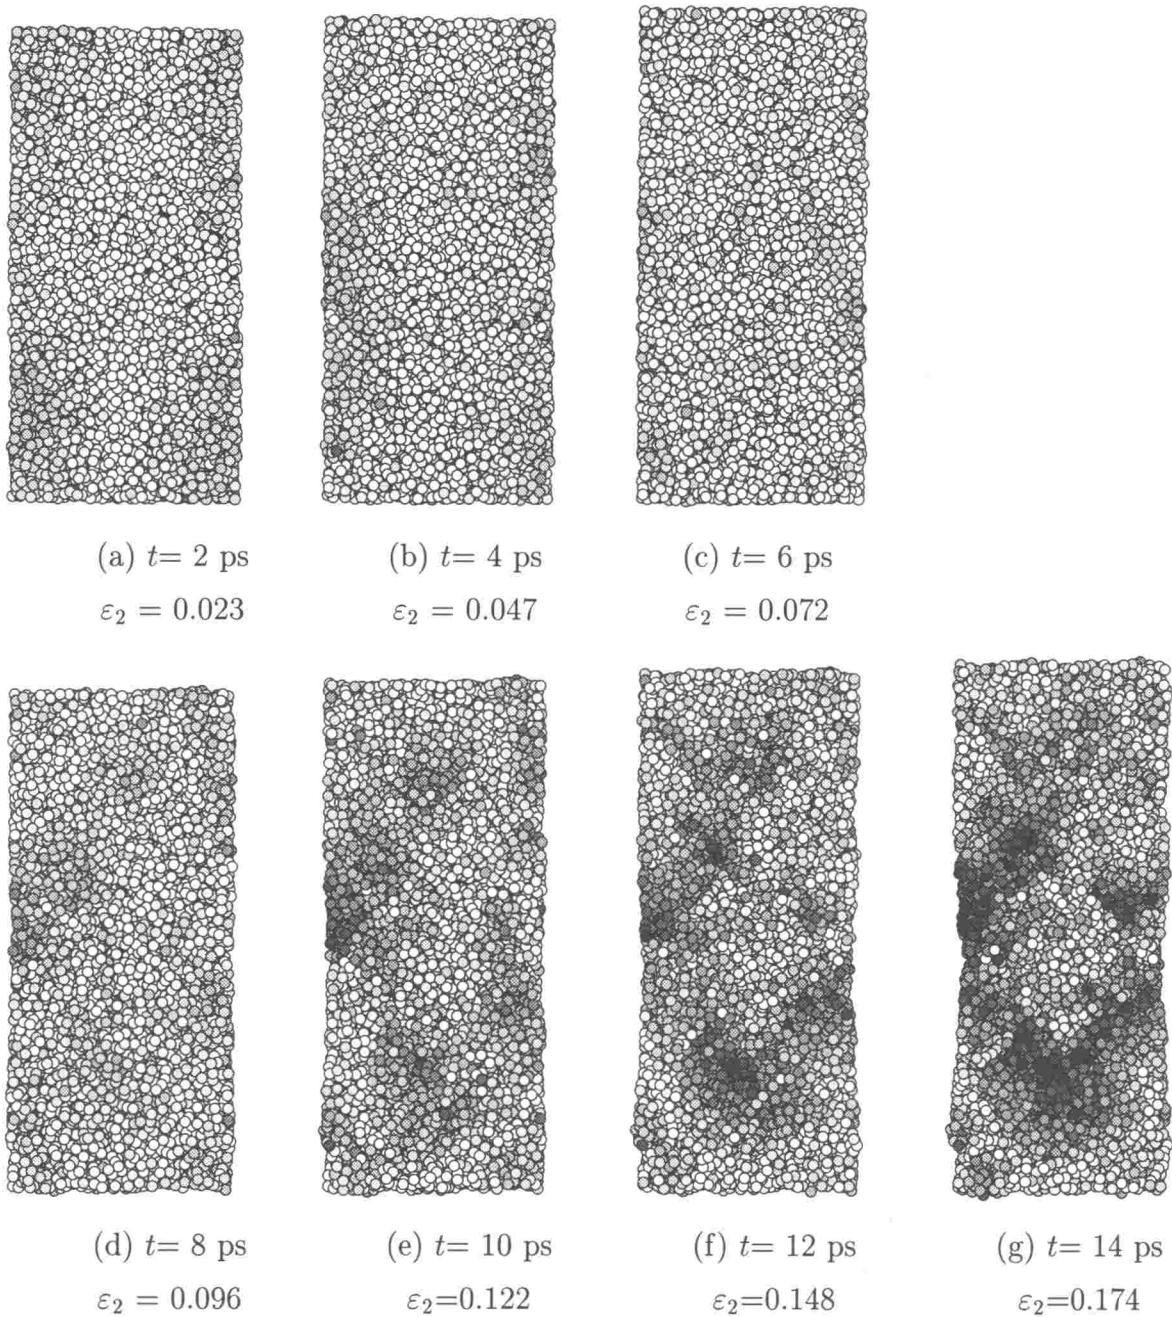 (a) t= 2 ps (b) t= 4 ps (c) t= 6 ps
ε₂ = 0.023 ε₂ = 0.047 ε₂ = 0.072
(d) t= 8 ps (e) t= 10 ps (f) t= 12 ps (g) t= 14 ps
ε₂ = 0.096 ε₂=0.122 ε₂=0.148 ε₂=0.174